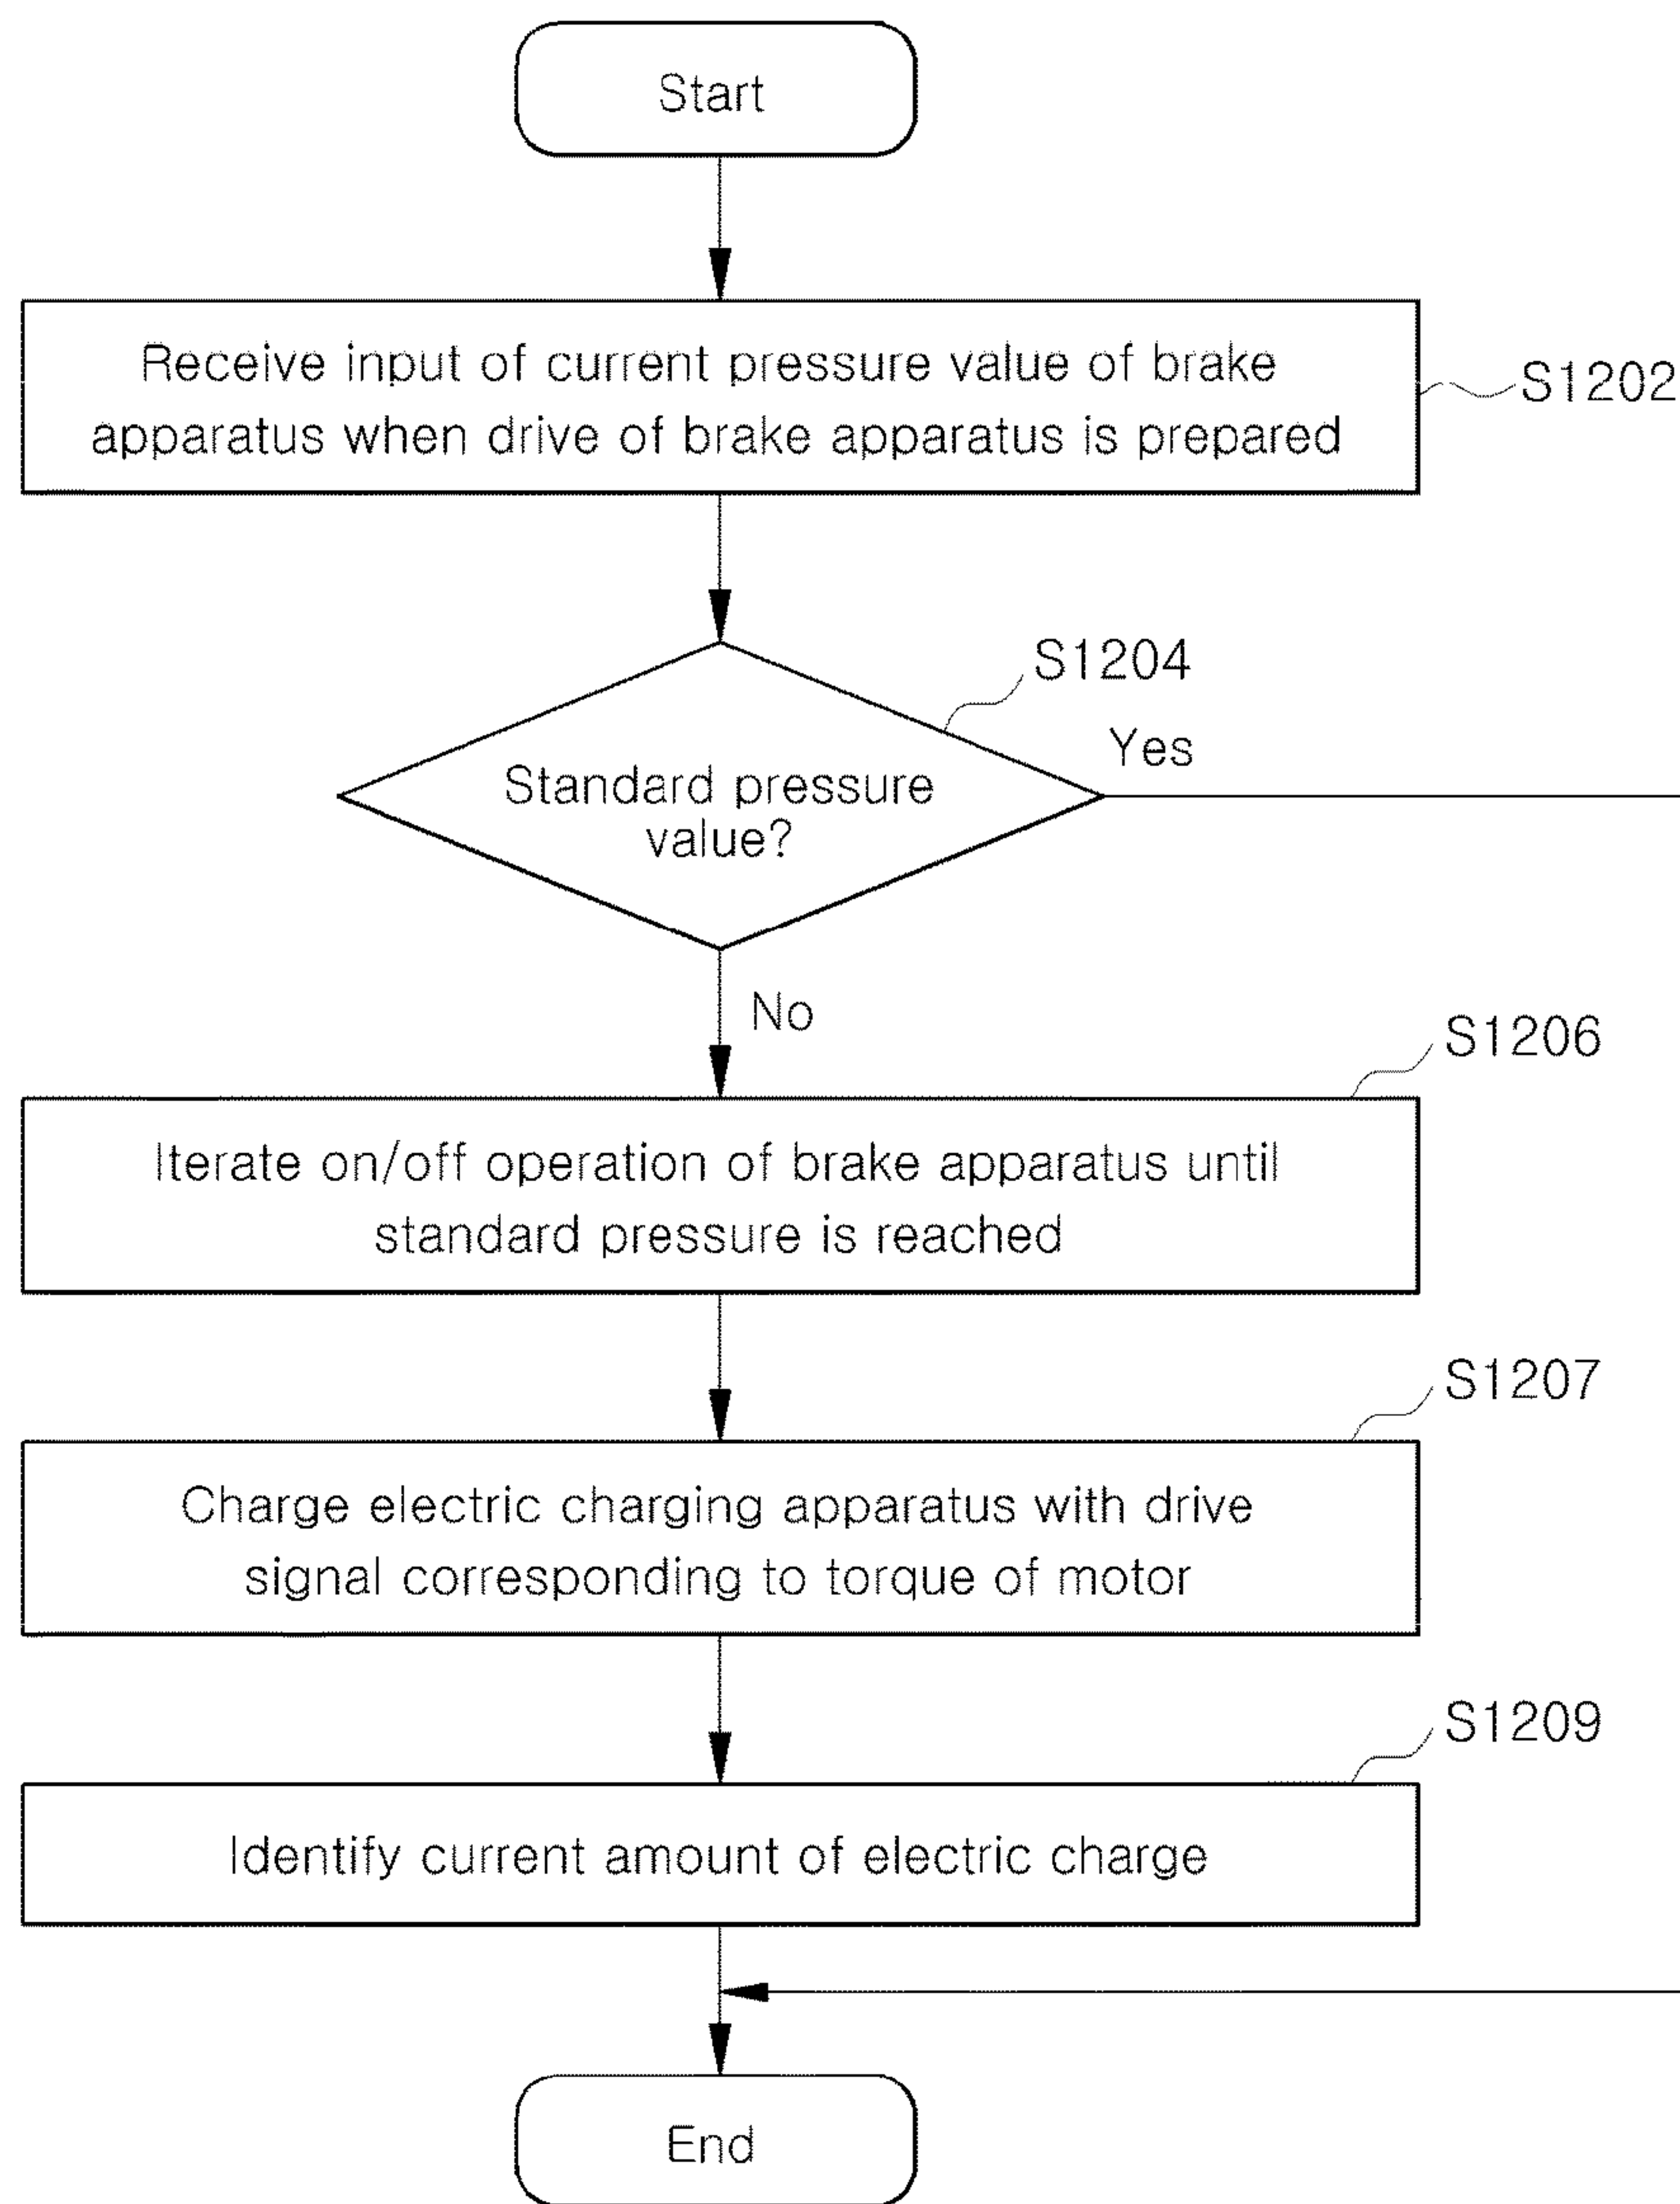 Start
Receive input of current pressure value of brake
apparatus when drive of brake apparatus is prepared
S1202
S1204
Yes
Standard pressure
value?
No
S1206
Iterate on/off operation of brake apparatus until
standard pressure is reached
S1207
Charge electric charging apparatus with drive
signal corresponding to torque of motor
S1209
Identify current amount of electric charge
End